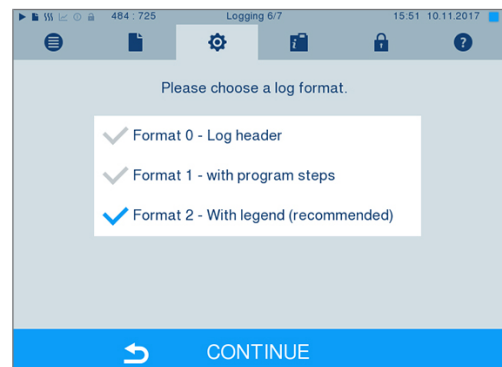 484 : 725 Logging 6/7 15:51 10.11.2017
Please choose a log format.
Format 0 - Log header
Format 1 - with program steps
Format 2 - With legend (recommended)
CONTINUE